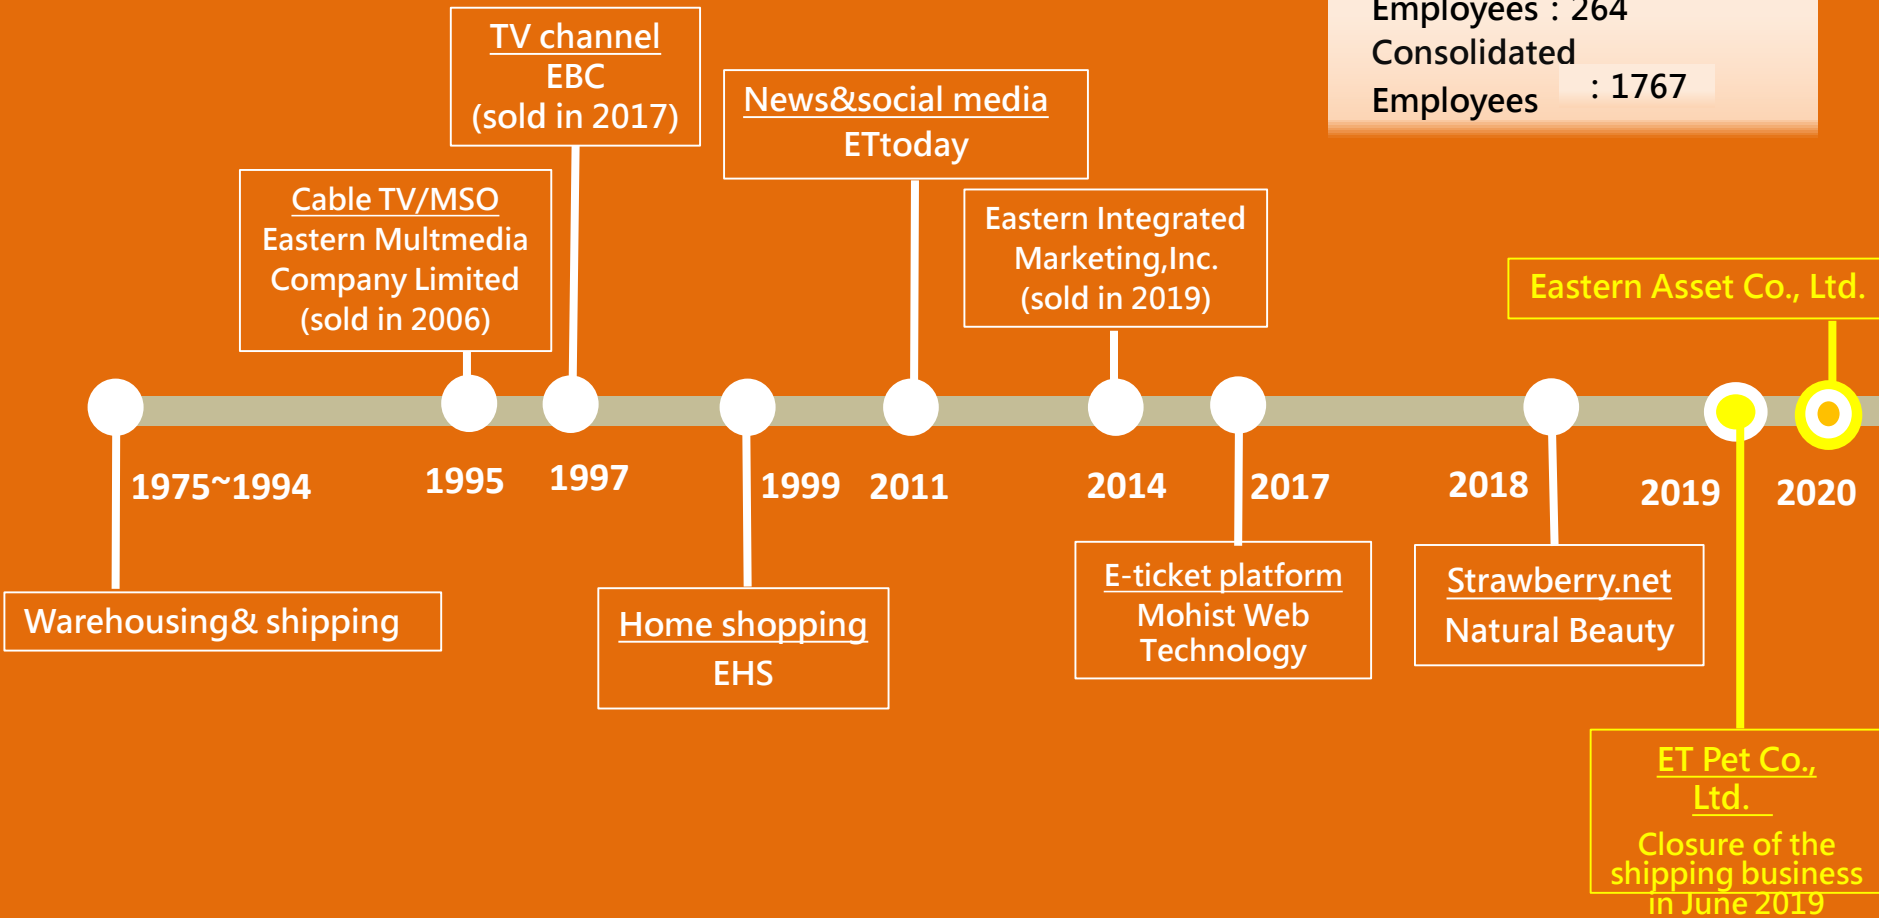 Employees：264
Consolidated
Employees ：1767
TV channel
EBC
(sold in 2017)
News&social media
ETtoday
Cable TV/MSO
Eastern Multmedia
Company Limited
(sold in 2006)
Eastern Integrated
Marketing,Inc.
(sold in 2019)
Eastern Asset Co., Ltd.
1975~1994
1995
1997
1999
2011
2014
2017
2018
2019
2020
Warehousing& shipping
Home shopping
EHS
E-ticket platform
Mohist Web
Technology
Strawberry.net
Natural Beauty
ET Pet Co.,
Ltd.
Closure of the
shipping business
in June 2019